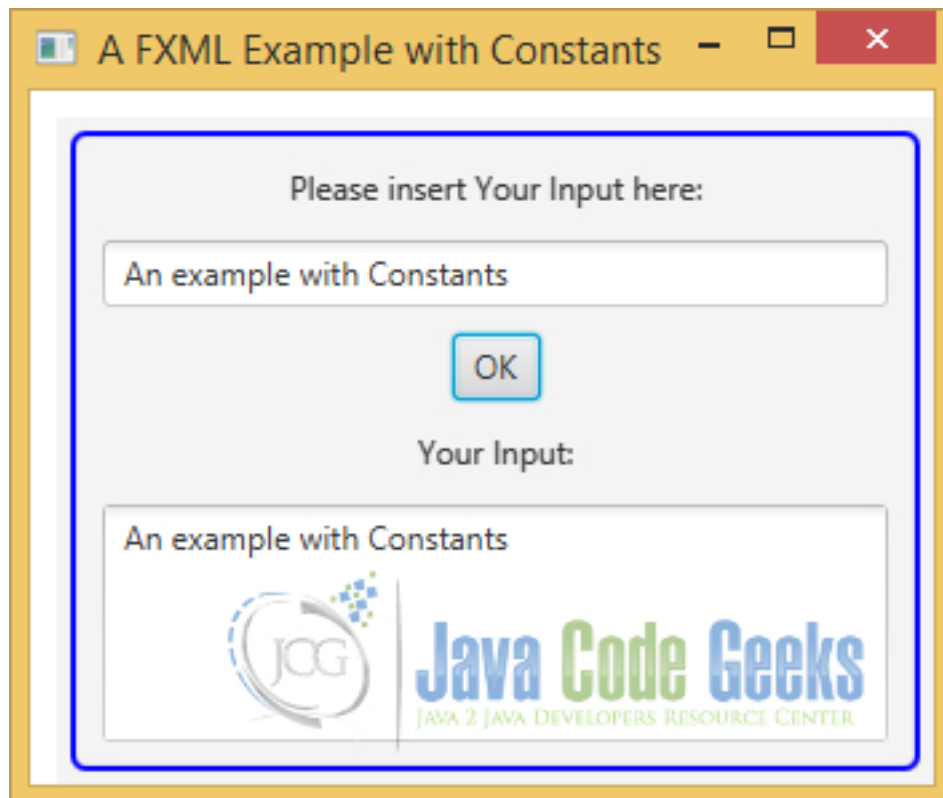 A FXML Example with Constants
Please insert Your Input here:
An example with Constants
OK
Your Input:
An example with Constants
JCG
Java Code Geeks
JAVA 2 JAVA DEVELOPERS RESOURCE CENTER